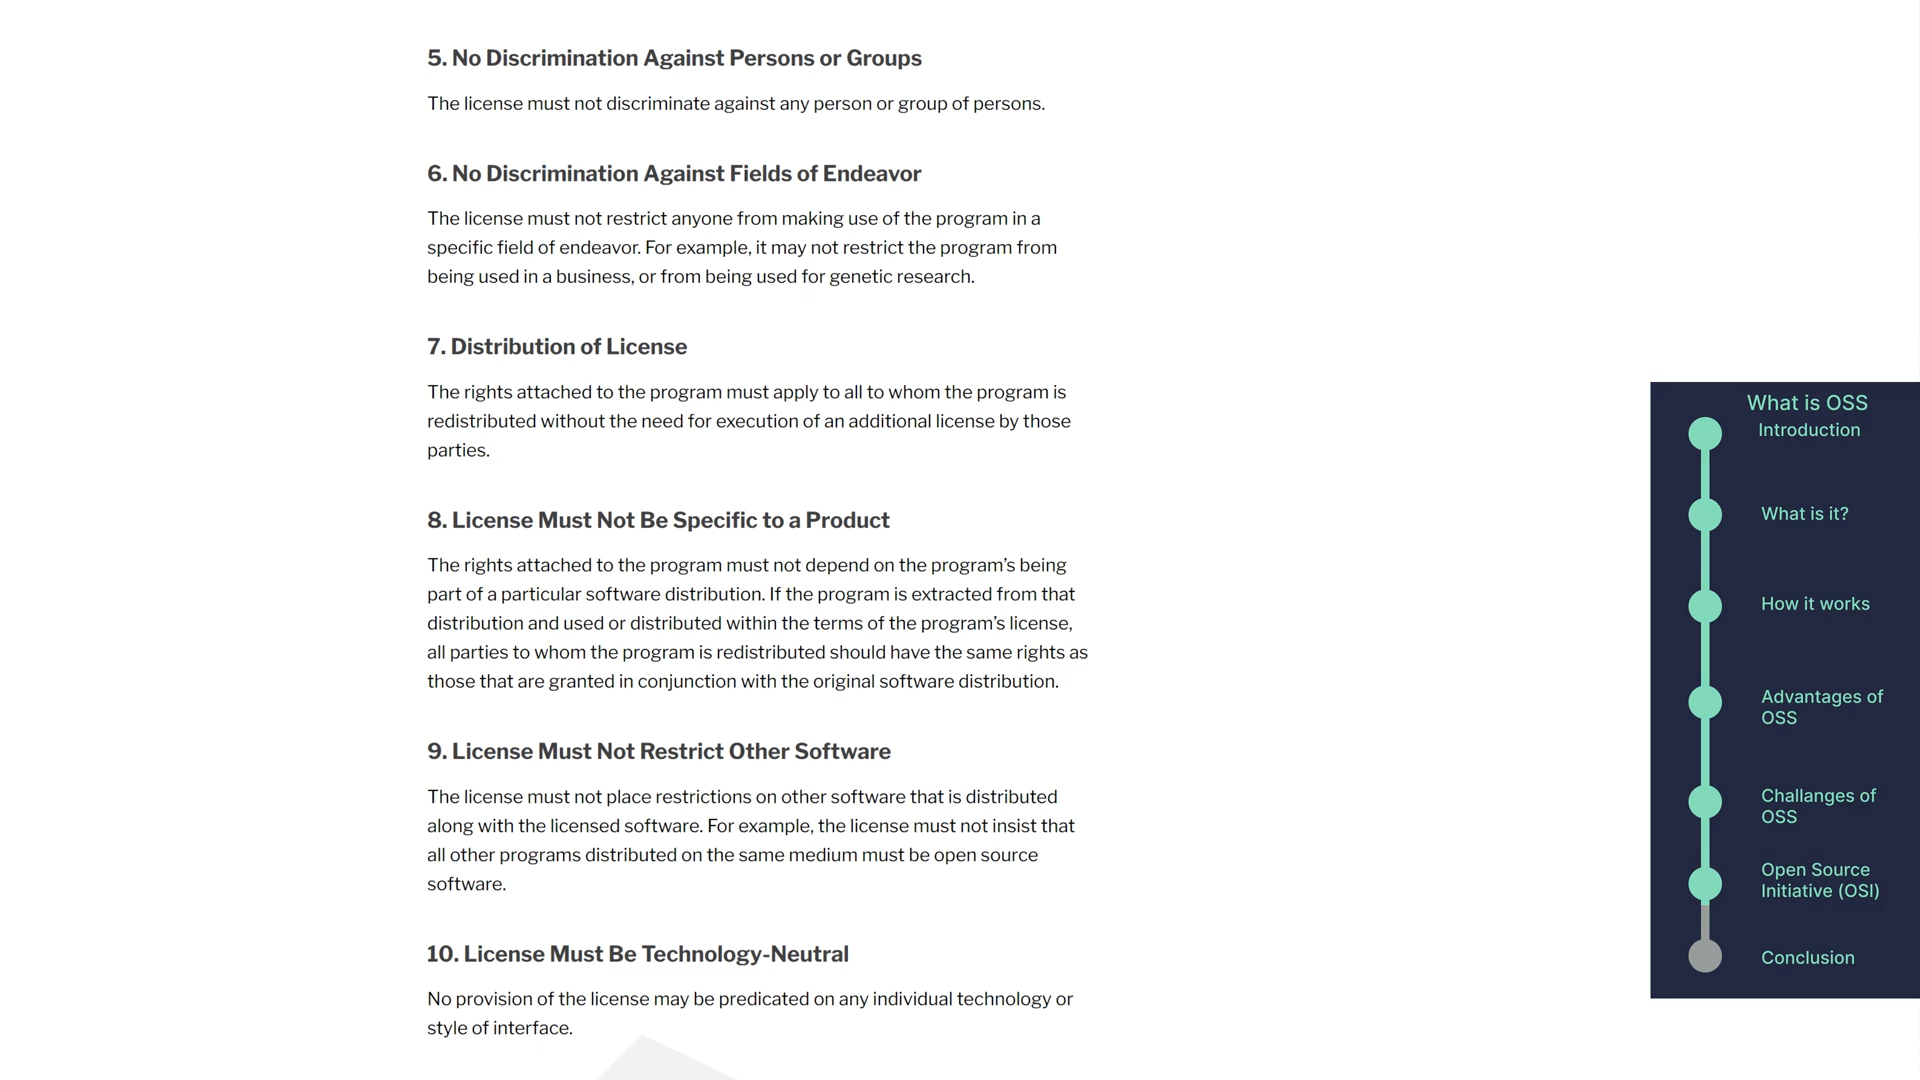 5. No Discrimination Against Persons or Groups
The license must not discriminate against any person or group of persons.
6. No Discrimination Against Fields of Endeavor
The license must not restrict anyone from making use of the program in a
specific field of endeavor. For example, it may not restrict the program from
being used in a business, or from being used for genetic research.
7. Distribution of License
The rights attached to the program must apply to all to whom the program is
redistributed without the need for execution of an additional license by those
parties.
8. License Must Not Be Specific to a Product
The rights attached to the program must not depend on the program’s being
part of a particular software distribution. If the program is extracted from that
distribution and used or distributed within the terms of the program’s license,
all parties to whom the program is redistributed should have the same rights as
those that are granted in conjunction with the original software distribution.
9. License Must Not Restrict Other Software
The license must not place restrictions on other software that is distributed
along with the licensed software. For example, the license must not insist that
all other programs distributed on the same medium must be open source
software.
10. License Must Be Technology-Neutral
No provision of the license may be predicated on any individual technology or
style of interface.
What is OSS
Introduction
What is it?
How it works
Advantages of
OSS
Challanges of
OSS
Open Source
Initiative (OSI)
Conclusion